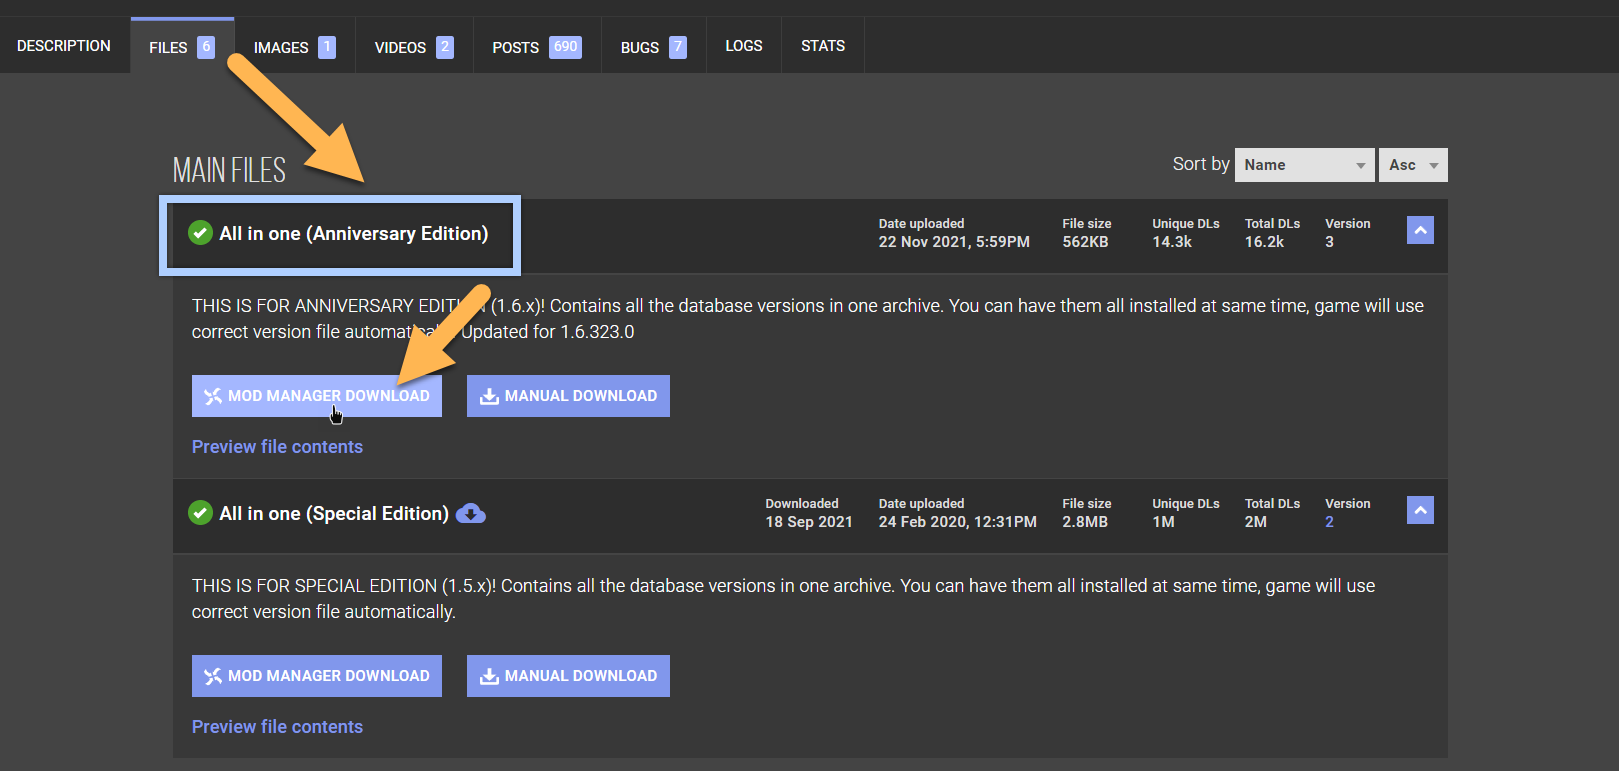 DESCRIPTION FILES 6 IMAGES 1 VIDEOS 2 POSTS 690 BUGS 7 LOGS STATS
MAIN FILES
Sort by Name Asc
All in one (Anniversary Edition)
Date uploaded
22 Nov 2021, 5:59PM
File size
562KB
Unique DLs
14.3k
Total DLs
16.2k
Version
3
THIS IS FOR ANNIVERSARY (1.6.x)! Contains all the database versions in one archive. You can have them all installed at same time, game will use
correct version file Updated for 1.6.323.0
MOD MANAGER DOWNLOAD
MANUAL DOWNLOAD
Preview file contents
All in one (Special Edition)
Downloaded
18 Sep 2021
Date uploaded
24 Feb 2020, 12:31PM
File size
2.8MB
Unique DLs
1M
Total DLs
2M
Version
2
THIS IS FOR SPECIAL EDITION (1.5.x)! Contains all the database versions in one archive. You can have them all installed at same time, game will use
correct version file automatically.
MOD MANAGER DOWNLOAD
MANUAL DOWNLOAD
Preview file contents